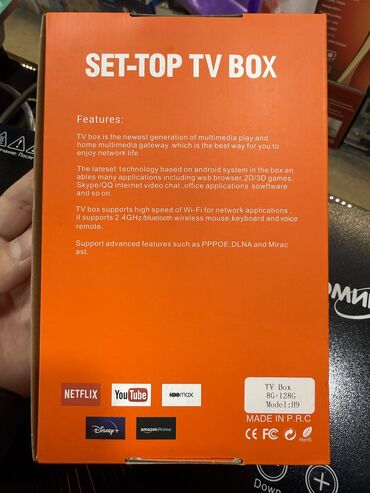 SET-TOP TV BOX
Features:
TV box is the newest generation of multimedia play and
home multimedia gateway which is the best way for you to
enjoy network life
The lateset technology based on android system in the box en
ables many applications including web browser,2D/3D games,
Skype/QQ internet video chat ,office applications sowftware
and so on.
TV box supports high speed of Wi-Fi for network applications ,
it supports 2.4GHz/bluetooth wireless mouse,keyboard and voice
remote.
Support advanced features such as PPPOE,DLNA and Mirac
ast.
NETFLIX
YouTube
HBOmax
Disney+
amazon Prime
TV Box
8G+128G
Model:H9
MADE IN P.R.C
CE FC RoHS